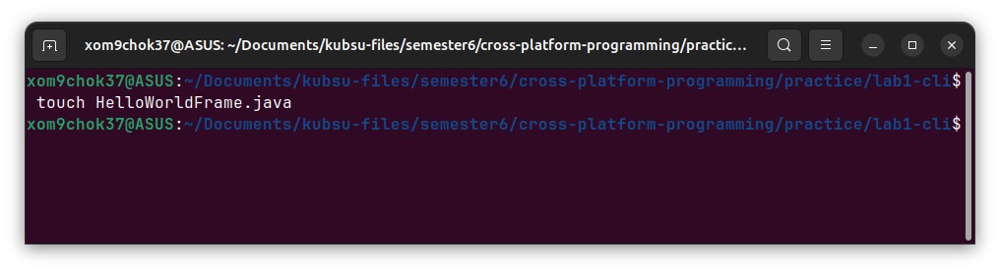 xom9chok37@ASUS: ~/Documents/kubsu-files/semester6/cross-platform-programming/practic...
xom9chok37@ASUS:~/Documents/kubsu-files/semester6/cross-platform-programming/practice/lab1-cli$
touch HelloWorldFrame.java
xom9chok37@ASUS:~/Documents/kubsu-files/semester6/cross-platform-programming/practice/lab1-cli$